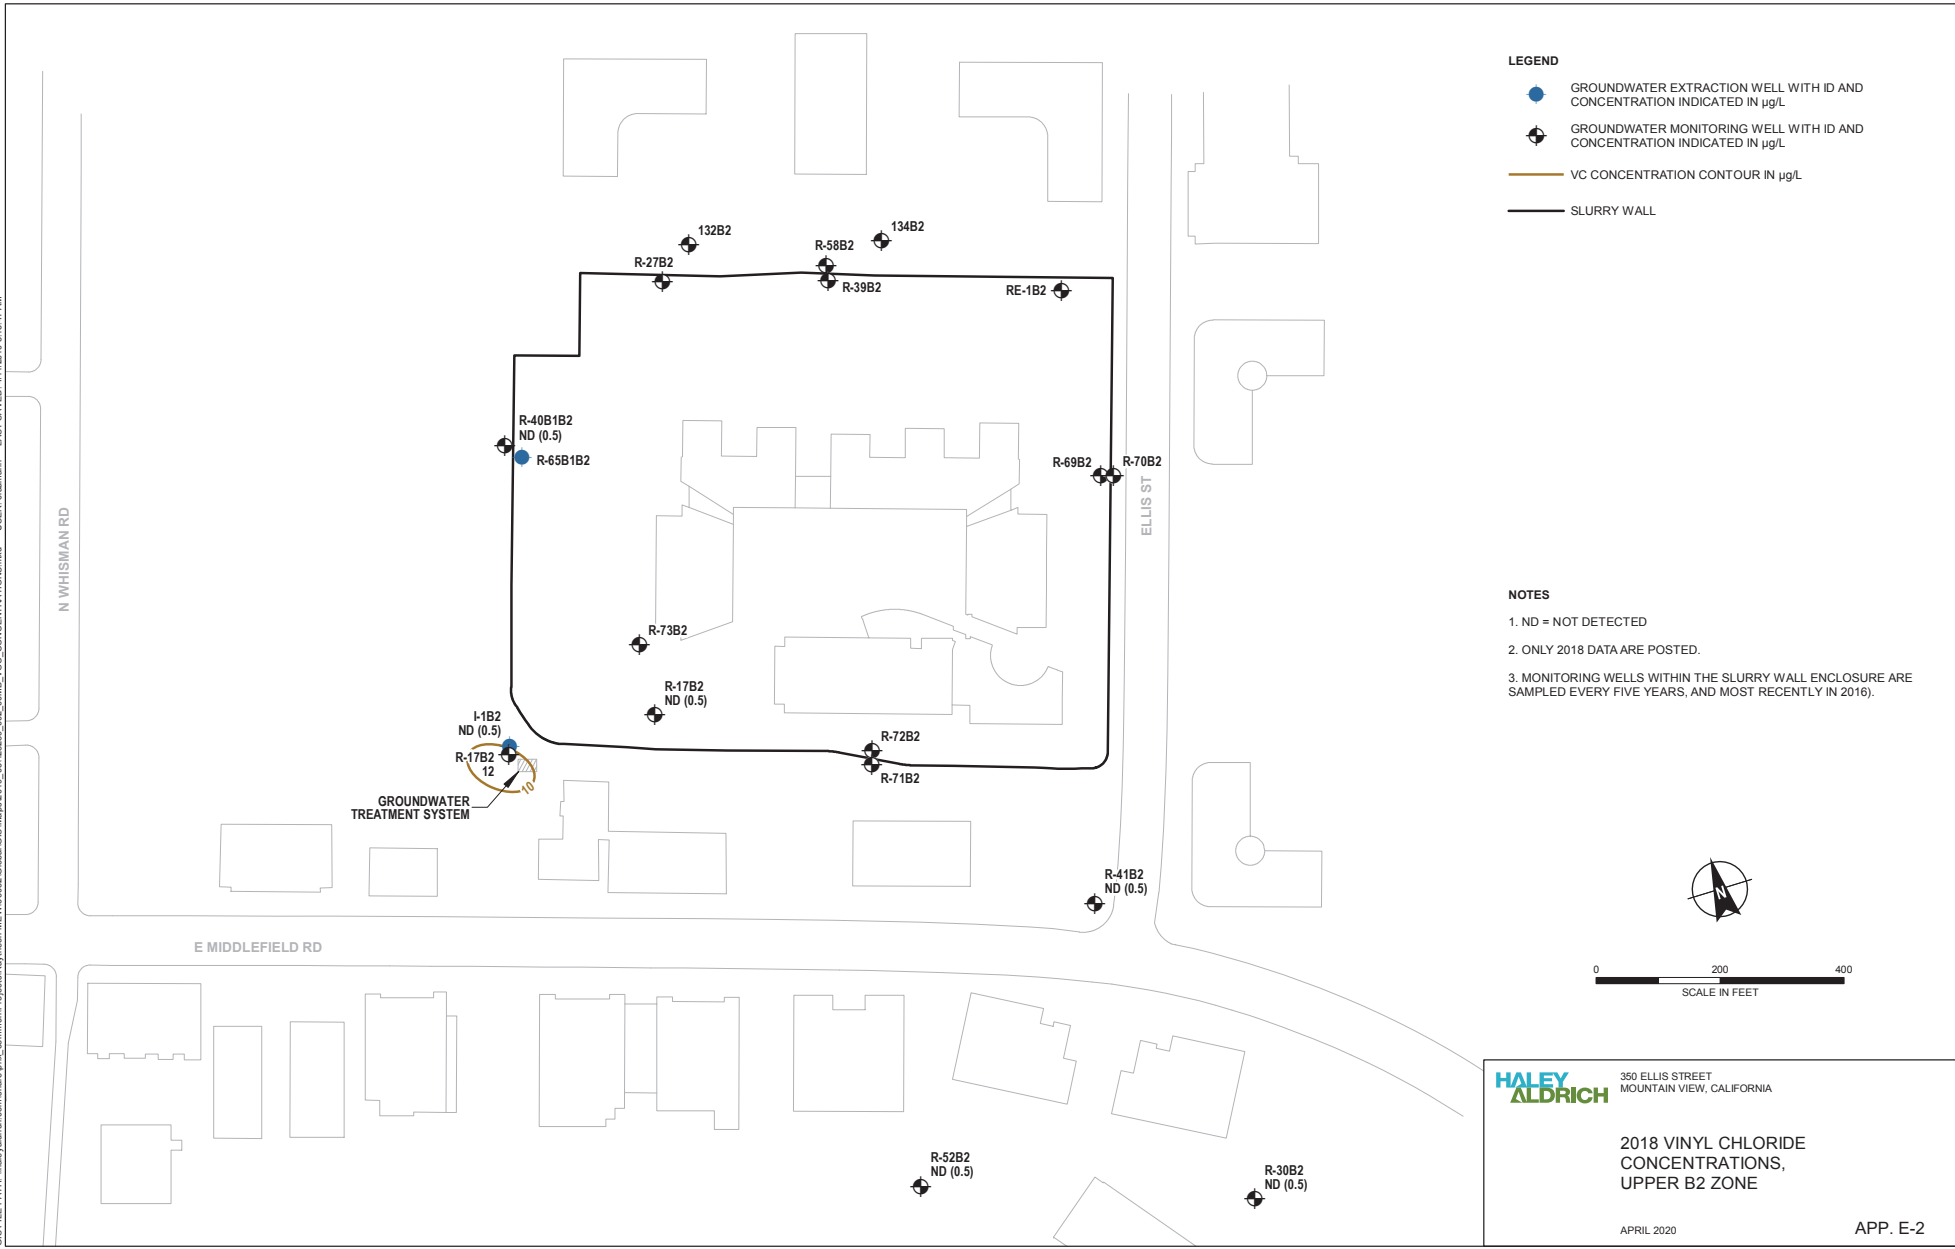 LEGEND
GROUNDWATER EXTRACTION WELL WITH ID AND
CONCENTRATION INDICATED IN µg/L
GROUNDWATER MONITORING WELL WITH ID AND
CONCENTRATION INDICATED IN µg/L
VC CONCENTRATION CONTOUR IN µg/L
SLURRY WALL
132B2
134B2
R-58B2
R-27B2
R-39B2
RE-1B2
R-40B1B2
ND (0.5)
R-65B1B2
R-69B2
R-70B2
ELLIS ST
N WHISMAN RD
R-73B2
R-17B2
ND (0.5)
I-1B2
ND (0.5)
R-17B2
12
10
R-72B2
R-71B2
GROUNDWATER
TREATMENT SYSTEM
R-41B2
ND (0.5)
E MIDDLEFIELD RD
R-52B2
ND (0.5)
R-30B2
ND (0.5)
NOTES
1. ND = NOT DETECTED
2. ONLY 2018 DATA ARE POSTED.
3. MONITORING WELLS WITHIN THE SLURRY WALL ENCLOSURE ARE
SAMPLED EVERY FIVE YEARS, AND MOST RECENTLY IN 2016).
N
0 200 400
SCALE IN FEET
HALEY
ALDRICH
350 ELLIS STREET
MOUNTAIN VIEW, CALIFORNIA
2018 VINYL CHLORIDE
CONCENTRATIONS,
UPPER B2 ZONE
APRIL 2020
APP. E-2